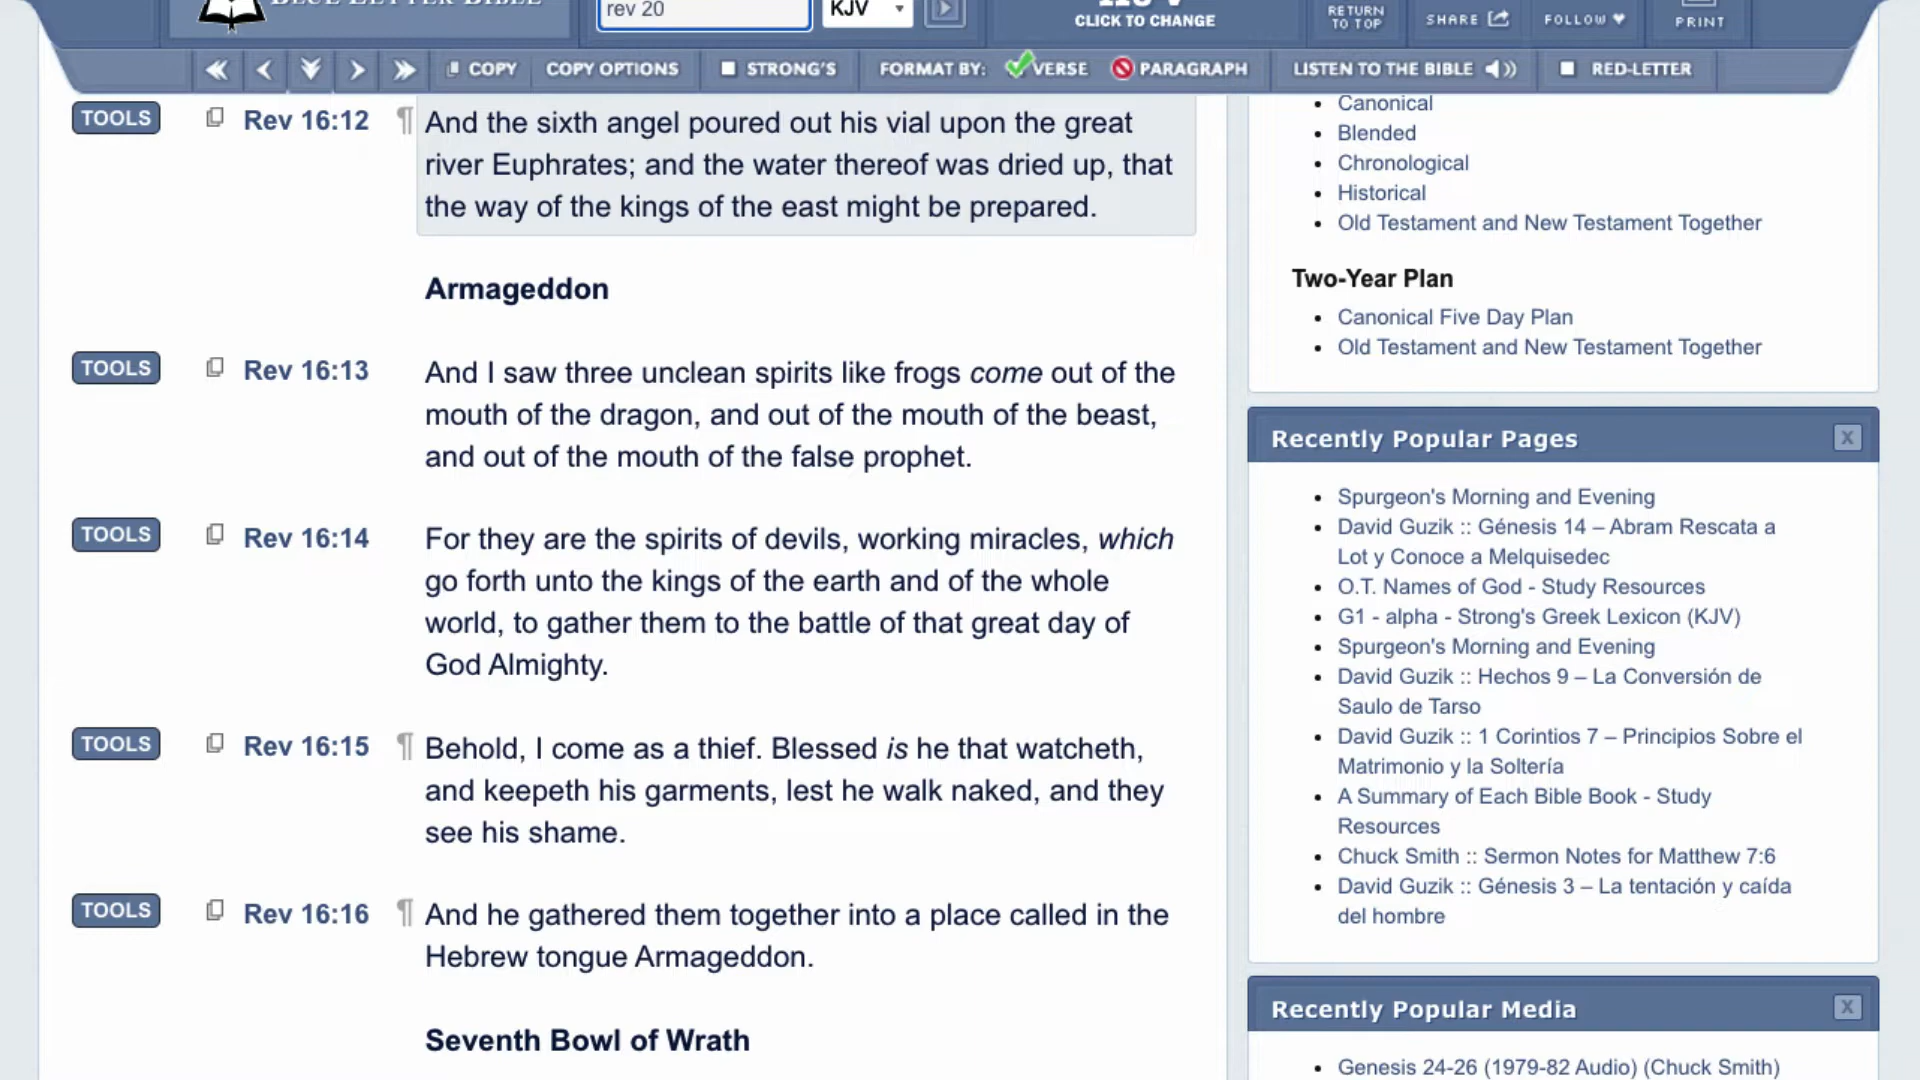 BLUE LETTER BIBLE
rev 20
KJV
CLICK TO CHANGE
RETURN
TO TOP
SHARE
FOLLOW
PRINT
COPY
COPY OPTIONS
STRONG'S
FORMAT BY:
VERSE
PARAGRAPH
LISTEN TO THE BIBLE
RED-LETTER
TOOLS
Rev 16:12
¶ And the sixth angel poured out his vial upon the great
river Euphrates; and the water thereof was dried up, that
the way of the kings of the east might be prepared.
Armageddon
TOOLS
Rev 16:13
And I saw three unclean spirits like frogs come out of the
mouth of the dragon, and out of the mouth of the beast,
and out of the mouth of the false prophet.
TOOLS
Rev 16:14
For they are the spirits of devils, working miracles, which
go forth unto the kings of the earth and of the whole
world, to gather them to the battle of that great day of
God Almighty.
TOOLS
Rev 16:15
¶ Behold, I come as a thief. Blessed is he that watcheth,
and keepeth his garments, lest he walk naked, and they
see his shame.
TOOLS
Rev 16:16
¶ And he gathered them together into a place called in the
Hebrew tongue Armageddon.
Seventh Bowl of Wrath
• Canonical
• Blended
• Chronological
• Historical
• Old Testament and New Testament Together
Two-Year Plan
• Canonical Five Day Plan
• Old Testament and New Testament Together
Recently Popular Pages
X
• Spurgeon's Morning and Evening
• David Guzik :: Génesis 14 – Abram Rescata a
Lot y Conoce a Melquisedec
• O.T. Names of God - Study Resources
• G1 - alpha - Strong's Greek Lexicon (KJV)
• Spurgeon's Morning and Evening
• David Guzik :: Hechos 9 – La Conversión de
Saulo de Tarso
• David Guzik :: 1 Corintios 7 – Principios Sobre el
Matrimonio y la Soltería
• A Summary of Each Bible Book - Study
Resources
• Chuck Smith :: Sermon Notes for Matthew 7:6
• David Guzik :: Génesis 3 – La tentación y caída
del hombre
Recently Popular Media
X
• Genesis 24-26 (1979-82 Audio) (Chuck Smith)